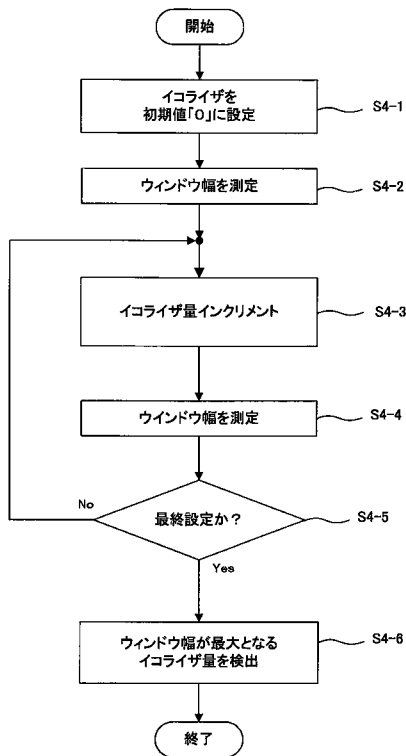 開始
イコライザを
初期値「0」に設定
S4-1
ウィンドウ幅を測定
S4-2
イコライザ量インクリメント
S4-3
ウインドウ幅を測定
S4-4
No
最終設定か?
S4-5
Yes
ウィンドウ幅が最大となる
イコライザ量を検出
S4-6
終了